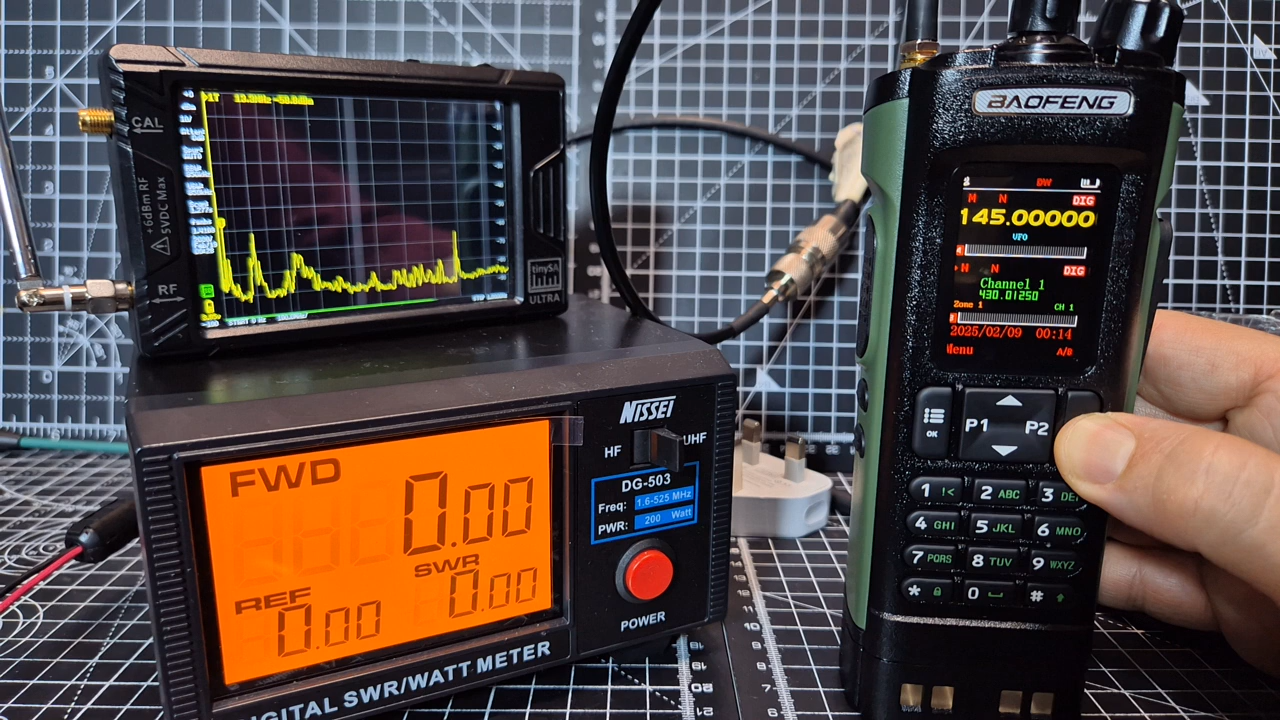 CAL
+6dBm RF
5VDC Max
RF
tinySA
ULTRA
START 0 Hz
FWD
0.00
SWR
0.00
REF
0.00
DIGITAL SWR/WATT METER
NISSEI
HF
UHF
DG-503
Freq: 1.6-525 MHz
PWR: 200 Watt
POWER
BAOFENG
DW
M N DIG
145.00000
VFO
M N DIG
Channel 1
430.01250
Zone 1 CH 1
2025/02/09 00:14
Menu A/B
OK
P1 P2
1 !< 2 ABC 3 DE
4 GHI 5 JKL 6 MNO
7 PQRS 8 TUV 9 WXYZ
* 0 #